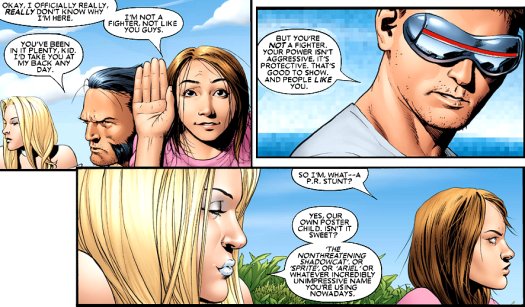 OKAY, I OFFICIALLY REALLY,
REALLY DON'T KNOW WHY
I'M HERE.
YOU'VE BEEN
IN IT PLENTY, KID.
I'D TAKE YOU AT
MY BACK ANY
DAY.
I'M NOT A
FIGHTER. NOT LIKE
YOU GUYS.
BUT YOU'RE
NOT A FIGHTER.
YOUR POWER ISN'T
AGGRESSIVE. IT'S
PROTECTIVE. THAT'S
GOOD TO SHOW.
AND PEOPLE LIKE
YOU.
SO I'M, WHAT--A
P.R. STUNT?
YES, OUR
OWN POSTER
CHILD. ISN'T IT
SWEET?
'THE
NONTHREATENING
SHADOWCAT'. OR
'SPRITE', OR 'ARIEL' OR
WHATEVER INCREDIBLY
UNIMPRESSIVE NAME
YOU'RE USING
NOWADAYS.